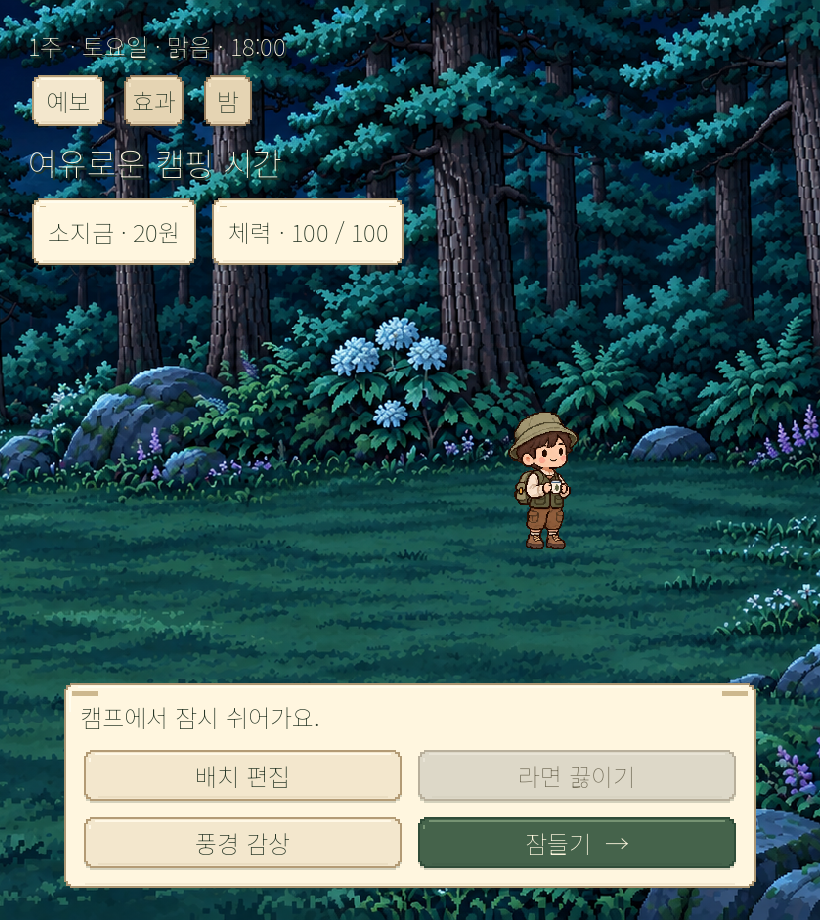 1주 · 토요일 · 맑음 · 18:00
예보 효과 밤
여유로운 캠핑 시간
소지금 · 20원 체력 · 100 / 100
캠프에서 잠시 쉬어가요.
배치 편집 라면 끓이기
풍경 감상 잠들기 →